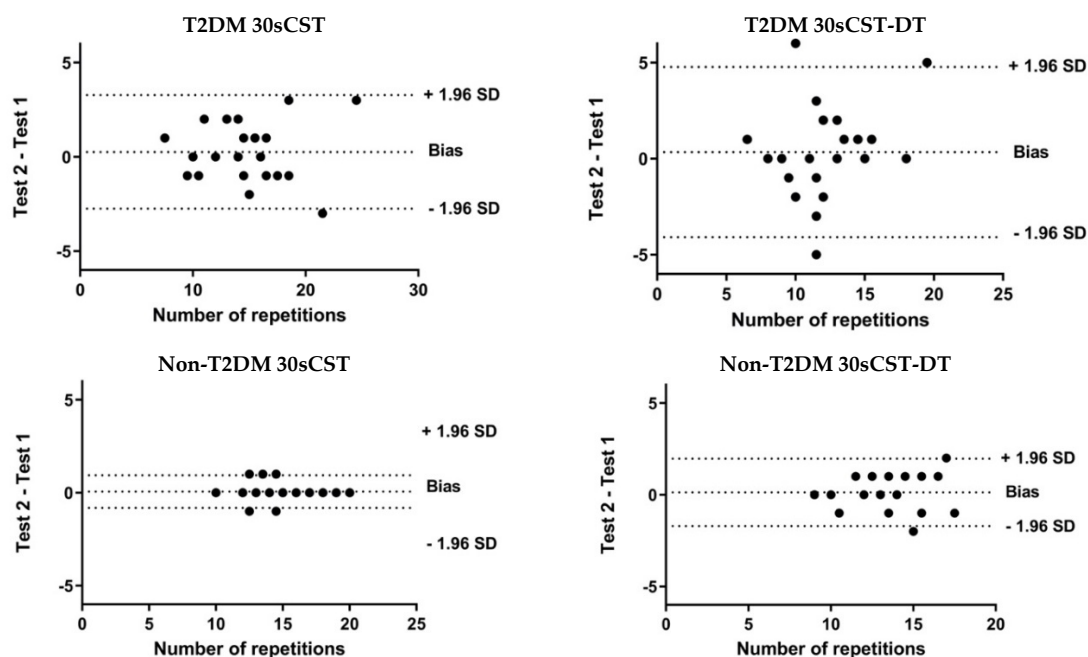 T2DM 30sCST
5
0
-5
Test 2 - Test 1
+ 1.96 SD
Bias
- 1.96 SD
0 10 20 30
Number of repetitions
T2DM 30sCST-DT
5
0
-5
Test 2 - Test 1
+ 1.96 SD
Bias
- 1.96 SD
0 5 10 15 20 25
Number of repetitions
Non-T2DM 30sCST
5
0
-5
Test 2 - Test 1
+ 1.96 SD
Bias
- 1.96 SD
0 5 10 15 20 25
Number of repetitions
Non-T2DM 30sCST-DT
5
0
-5
Test 2 - Test 1
+ 1.96 SD
Bias
- 1.96 SD
0 5 10 15 20
Number of repetitions